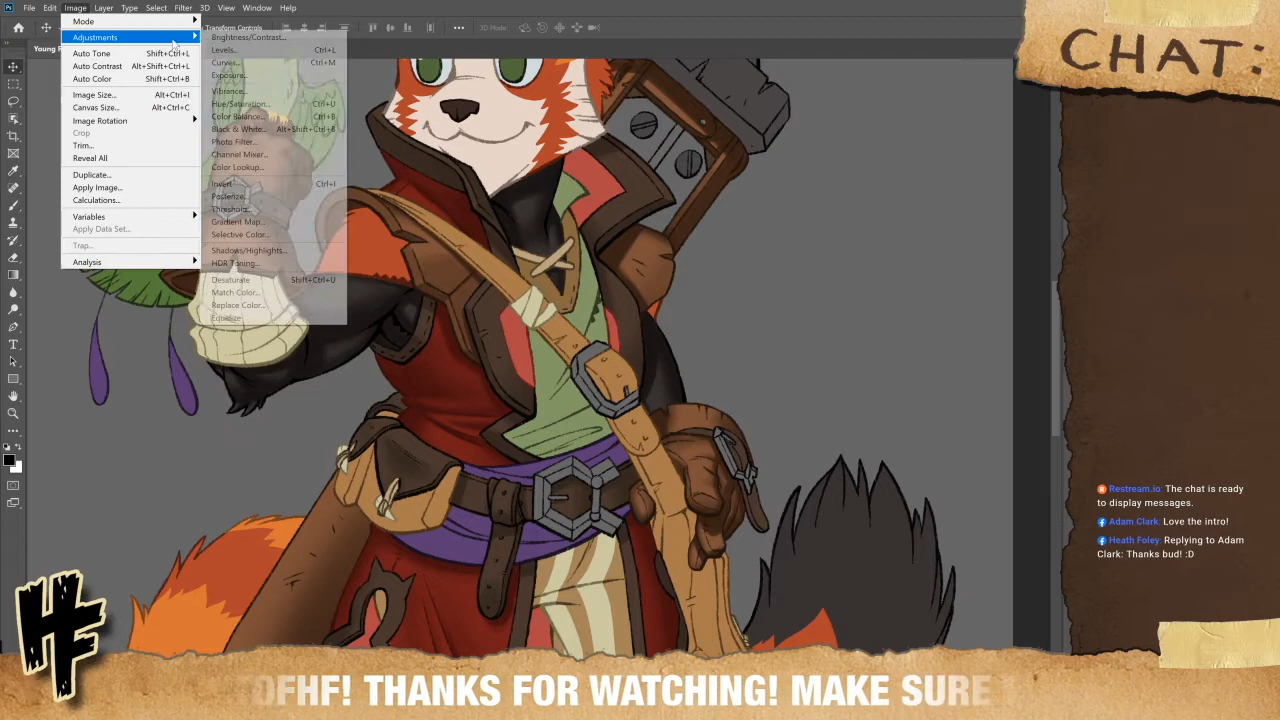 File Edit Image Layer Type Select Filter 3D View Window Help
Mode
Adjustments
Auto Tone Shift+Ctrl+L
Auto Contrast Alt+Shift+Ctrl+L
Auto Color Shift+Ctrl+B
Image Size... Alt+Ctrl+I
Canvas Size... Alt+Ctrl+C
Image Rotation
Crop
Trim...
Reveal All
Duplicate...
Apply Image...
Calculations...
Variables
Apply Data Set...
Trap...
Analysis
Brightness/Contrast...
Levels... Ctrl+L
Curves... Ctrl+M
Exposure...
Vibrance...
Hue/Saturation... Ctrl+U
Color Balance... Ctrl+B
Black & White... Alt+Shift+Ctrl+B
Photo Filter...
Channel Mixer...
Color Lookup...
Invert Ctrl+I
Posterize...
Threshold...
Gradient Map...
Selective Color...
Shadows/Highlights...
HDR Toning...
Desaturate Shift+Ctrl+U
Match Color...
Replace Color...
Equalize
Transform Controls
3D Mode:
Young
CHAT:
Restream.io: The chat is ready
to display messages.
Adam Clark: Love the intro!
Heath Foley: Replying to Adam
Clark: Thanks bud! :D
HF
OFHF! THANKS FOR WATCHING! MAKE SURE